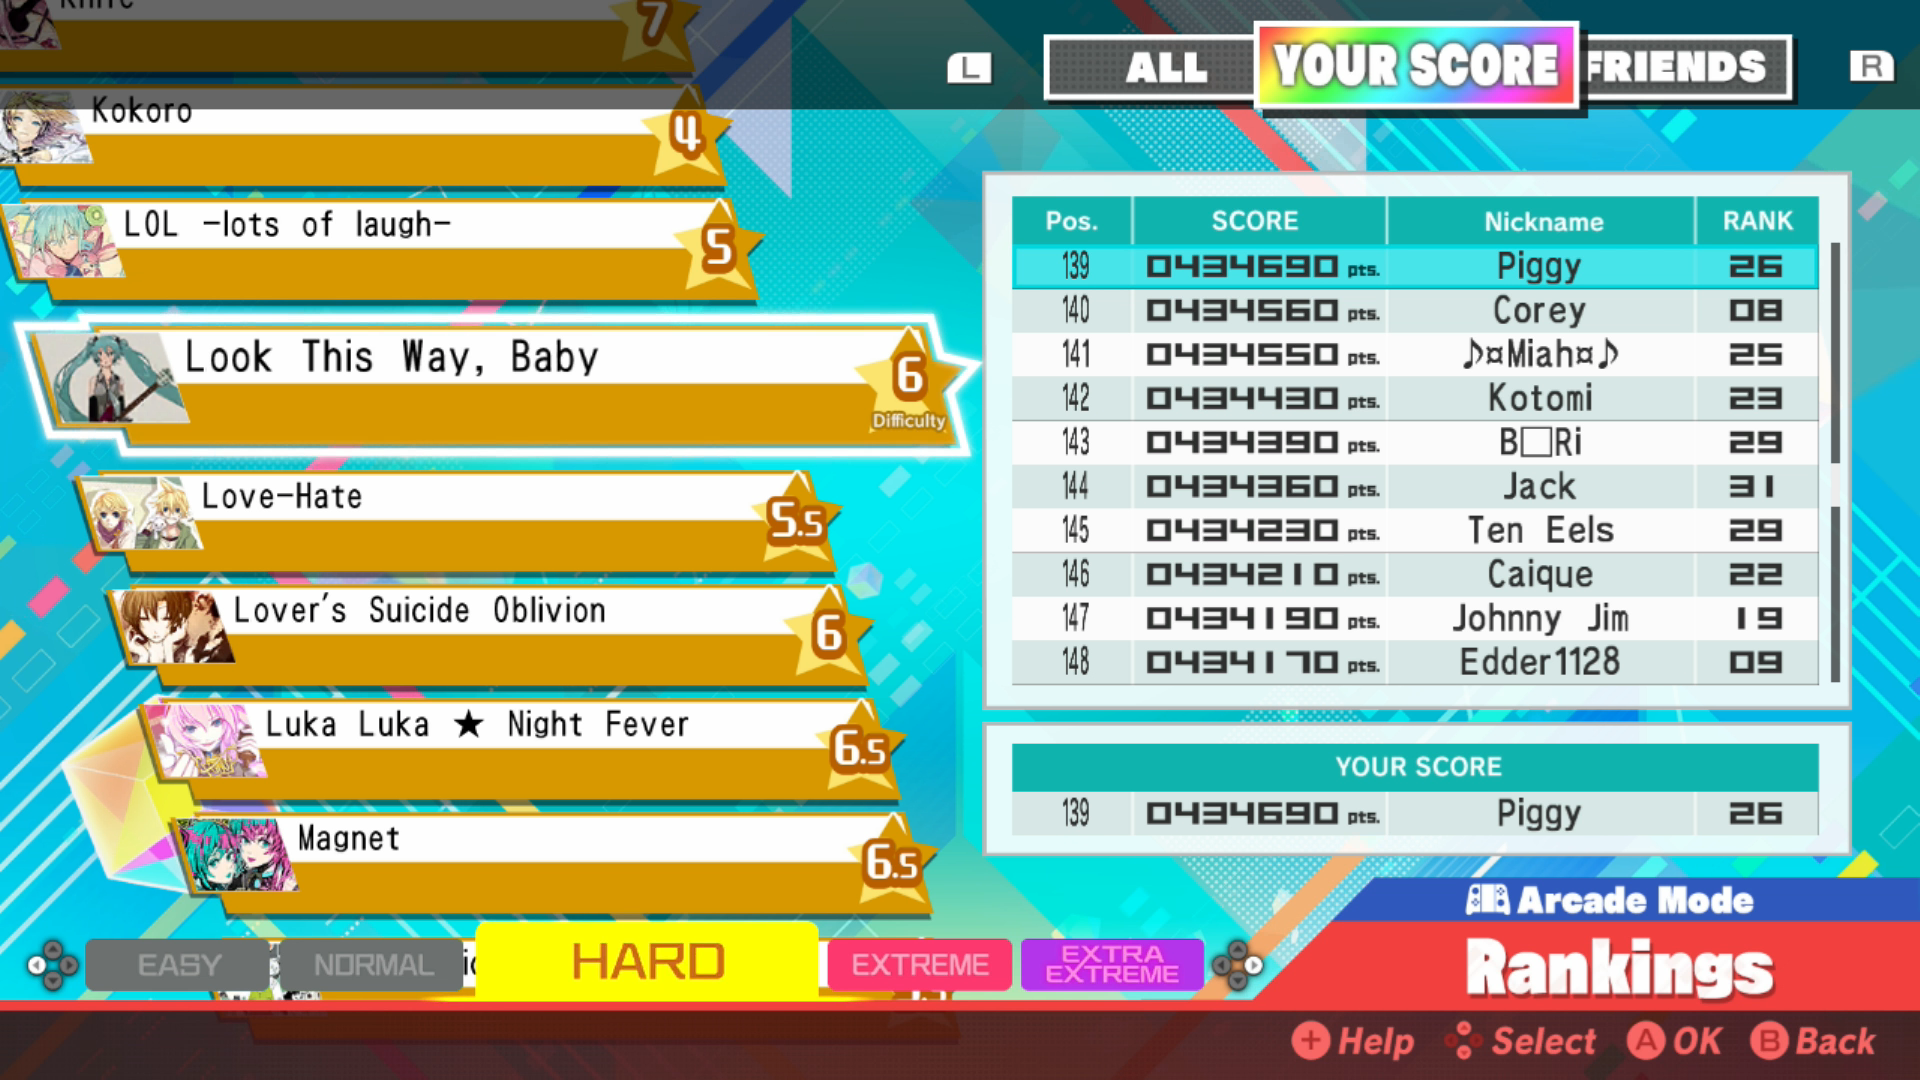 Knife
7
L
ALL
YOUR SCORE
FRIENDS
R
Kokoro
4
LOL -lots of laugh-
5
Look This Way, Baby
6
Difficulty
Love-Hate
5.5
Lover's Suicide Oblivion
6
Luka Luka ★ Night Fever
6.5
Magnet
6.5
Pos. SCORE Nickname RANK
139 0434690 pts. Piggy 26
140 0434560 pts. Corey 08
141 0434550 pts. ♪¤Miah¤♪ 25
142 0434430 pts. Kotomi 23
143 0434390 pts. B□Ri 29
144 0434360 pts. Jack 31
145 0434230 pts. Ten Eels 29
146 0434210 pts. Caique 22
147 0434190 pts. Johnny Jim 19
148 0434170 pts. Edder1128 09
YOUR SCORE
139 0434690 pts. Piggy 26
Arcade Mode
Rankings
EASY
NORMAL
HARD
EXTREME
EXTRA
EXTREME
+ Help
Select
A OK
B Back